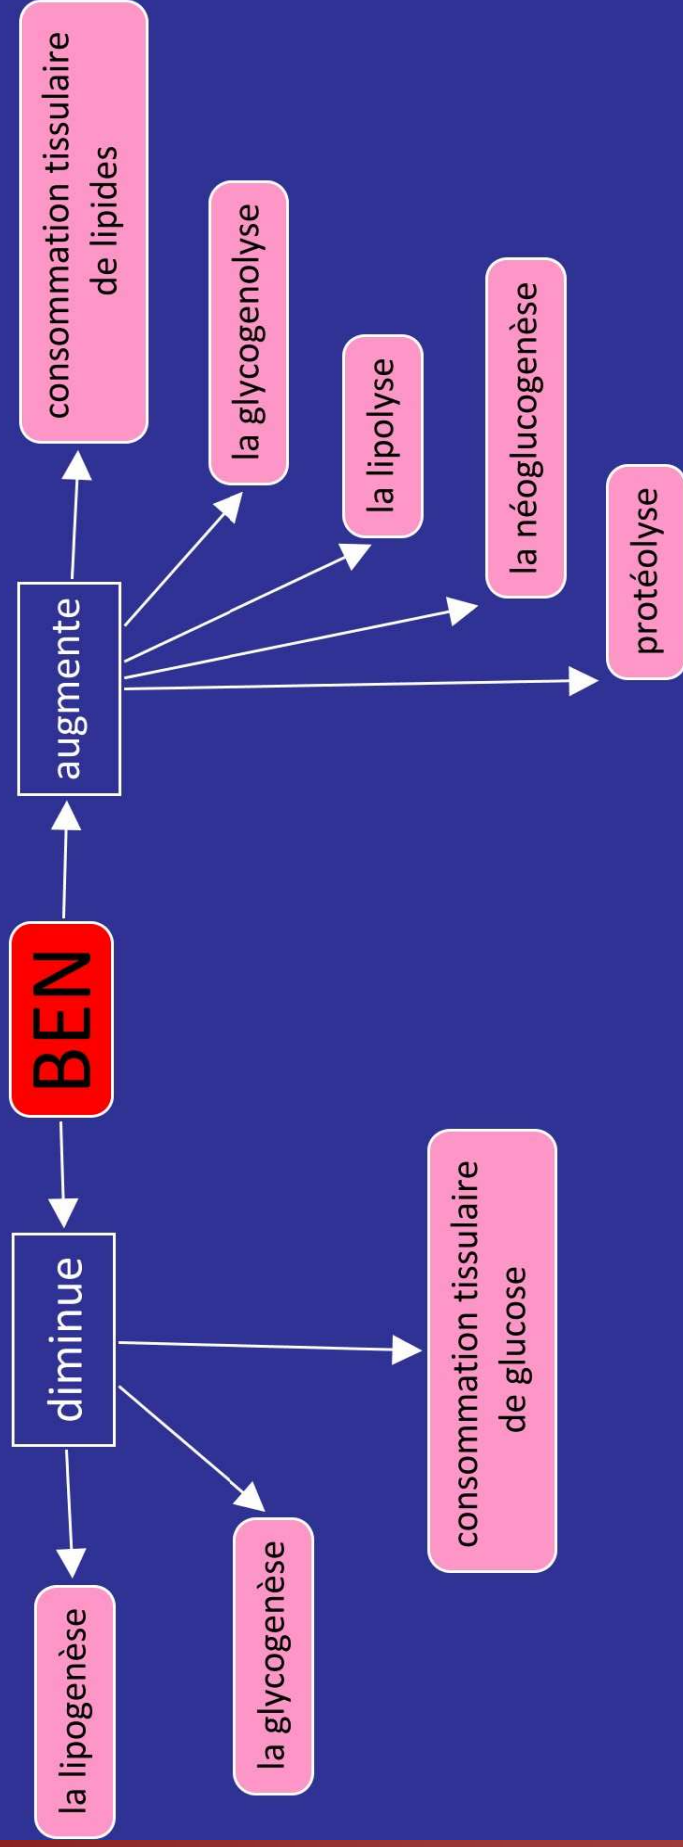 BEN
diminue
augmente
la lipogenèse
la glycogenèse
consommation tissulaire
de glucose
consommation tissulaire
de lipides
la glycogenolyse
la lipolyse
la néoglucogenèse
protéolyse